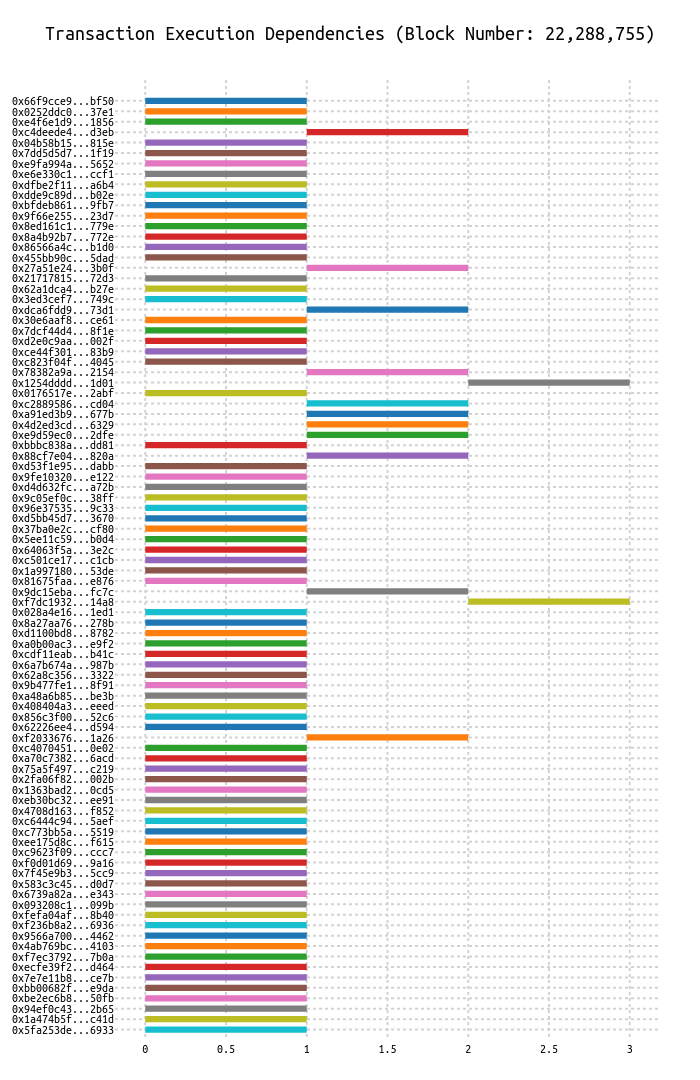 Transaction Execution Dependencies (Block Number: 22,288,755)
0x66f9cce9...bf50
0x0252ddc0...37e1
0xe4f6e1d9...1856
0xc4deede4...d3eb
0x04b58b15...815e
0x7dd5d5d7...1f19
0xe9fa994a...5652
0xe6e330c1...ccf1
0xdfbe2f11...a6b4
0xdde9c89d...b02e
0xbfdeb861...9fb7
0x9f66e255...23d7
0x8ed161c1...779e
0x8a4b92b7...772e
0x86566a4c...b1d0
0x455bb90c...5dad
0x27a51e24...3b0f
0x21717815...72d3
0x62a1dca4...b27e
0x3ed3cef7...749c
0xdca6fdd9...73d1
0x30e6aaf8...ce61
0x7dcf44d4...8f1e
0xd2e0c9aa...002f
0xce44f301...83b9
0xc823f04f...4045
0x78382a9a...2154
0x1254dddd...1d01
0x0176517e...2abf
0xc2889586...cd04
0xa91ed3b9...677b
0x4d2ed3cd...6329
0xe9d59ec0...2dfe
0xbbbc838a...dd81
0x88cf7e04...820a
0xd53f1e95...dabb
0x9fe10320...e122
0xd4d632fc...a72b
0x9c05ef0c...38ff
0x96e37535...9c33
0xd5bb45d7...3670
0x37ba0e2c...cf80
0x5ee11c59...b0d4
0x64063f5a...3e2c
0xc501ce17...c1cb
0x1a997180...53de
0x81675faa...e876
0x9dc15eba...fc7c
0xf7dc1932...14a8
0x028a4e16...1ed1
0x8a27aa76...278b
0xd1100bd8...8782
0xa0b00ac3...e9f2
0xcdf11eab...b41c
0x6a7b674a...987b
0x62a8c356...3322
0x9b477fe1...8f91
0xa48a6b85...be3b
0x408404a3...eeed
0x856c3f00...52c6
0x62226ee4...d594
0xf2033676...1a26
0xc4070451...0e02
0xa70c7382...6acd
0x75a5f497...c219
0x2fa06f82...002b
0x1363bad2...0cd5
0xeb30bc32...ee91
0x4708d163...f852
0xc6444c94...5aef
0xc773bb5a...5519
0xee175d8c...f615
0xc9623f09...ccc7
0xf0d01d69...9a16
0x7f45e9b3...5cc9
0x583c3c45...d0d7
0x6739a82a...e343
0x093208c1...099b
0xfefa04af...8b40
0xf236b8a2...6936
0x9566a700...4462
0x4ab769bc...4103
0xf7ec3792...7b0a
0xecfe39f2...d464
0x7e7e11b8...ce7b
0xbb00682f...e9da
0xbe2ec6b8...50fb
0x94ef0c43...2b65
0x1a474b5f...c41d
0x5fa253de...6933
0 0.5 1 1.5 2 2.5 3